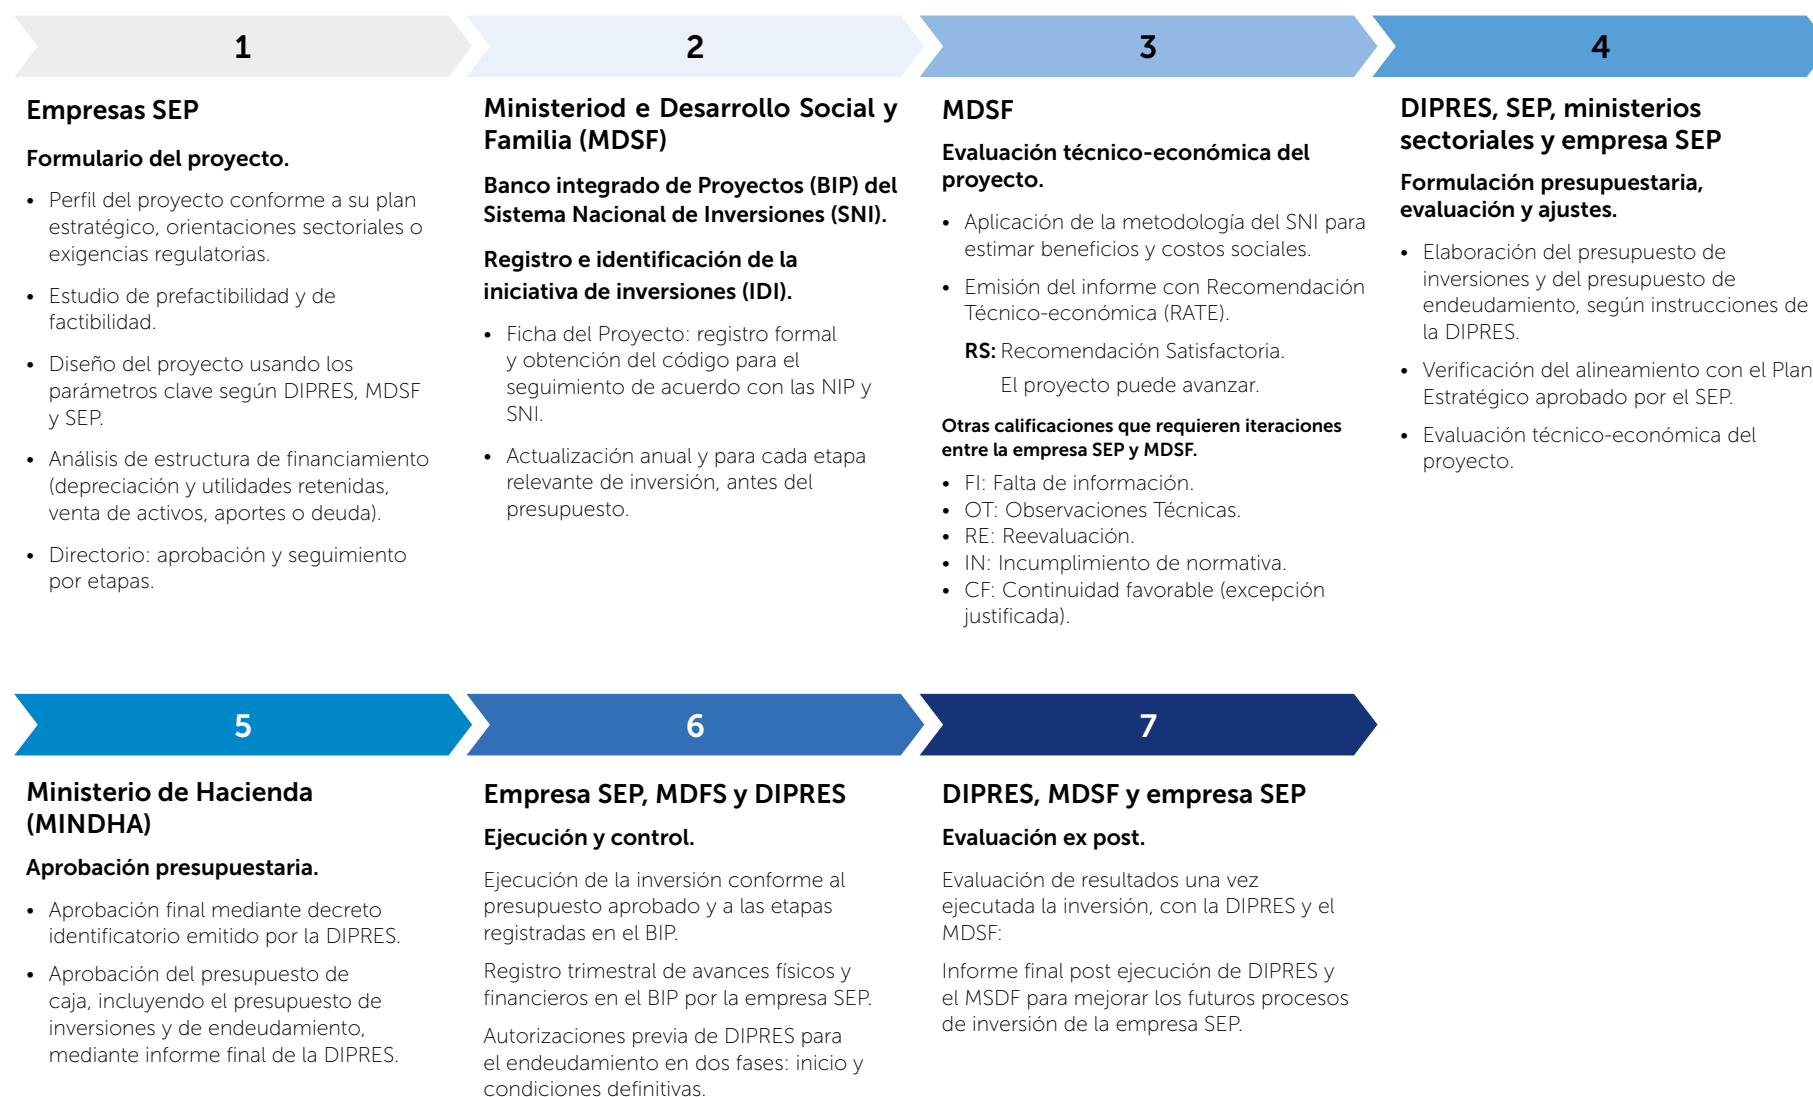 1
Empresas SEP
Formulario del proyecto.
• Perfil del proyecto conforme a su plan
estratégico, orientaciones sectoriales o
exigencias regulatorias.
• Estudio de prefactibilidad y de
factibilidad.
• Diseño del proyecto usando los
parámetros clave según DIPRES, MDSF
y SEP.
• Análisis de estructura de financiamiento
(depreciación y utilidades retenidas,
venta de activos, aportes o deuda).
• Directorio: aprobación y seguimiento
por etapas.
2
Ministeriod e Desarrollo Social y
Familia (MDSF)
Banco integrado de Proyectos (BIP) del
Sistema Nacional de Inversiones (SNI).
Registro e identificación de la
iniciativa de inversiones (IDI).
• Ficha del Proyecto: registro formal
y obtención del código para el
seguimiento de acuerdo con las NIP y
SNI.
• Actualización anual y para cada etapa
relevante de inversión, antes del
presupuesto.
3
MDSF
Evaluación técnico-económica del
proyecto.
• Aplicación de la metodología del SNI para
estimar beneficios y costos sociales.
• Emisión del informe con Recomendación
Técnico-económica (RATE).
RS: Recomendación Satisfactoria.
El proyecto puede avanzar.
Otras calificaciones que requieren iteraciones
entre la empresa SEP y MDSF.
• FI: Falta de información.
• OT: Observaciones Técnicas.
• RE: Reevaluación.
• IN: Incumplimiento de normativa.
• CF: Continuidad favorable (excepción
justificada).
4
DIPRES, SEP, ministerios
sectoriales y empresa SEP
Formulación presupuestaria,
evaluación y ajustes.
• Elaboración del presupuesto de
inversiones y del presupuesto de
endeudamiento, según instrucciones de
la DIPRES.
• Verificación del alineamiento con el Plan
Estratégico aprobado por el SEP.
• Evaluación técnico-económica del
proyecto.
5
Ministerio de Hacienda
(MINDHA)
Aprobación presupuestaria.
• Aprobación final mediante decreto
identificatorio emitido por la DIPRES.
• Aprobación del presupuesto de
caja, incluyendo el presupuesto de
inversiones y de endeudamiento,
mediante informe final de la DIPRES.
6
Empresa SEP, MDFS y DIPRES
Ejecución y control.
Ejecución de la inversión conforme al
presupuesto aprobado y a las etapas
registradas en el BIP.
Registro trimestral de avances físicos y
financieros en el BIP por la empresa SEP.
Autorizaciones previa de DIPRES para
el endeudamiento en dos fases: inicio y
condiciones definitivas.
7
DIPRES, MDSF y empresa SEP
Evaluación ex post.
Evaluación de resultados una vez
ejecutada la inversión, con la DIPRES y el
MDSF:
Informe final post ejecución de DIPRES y
el MSDF para mejorar los futuros procesos
de inversión de la empresa SEP.